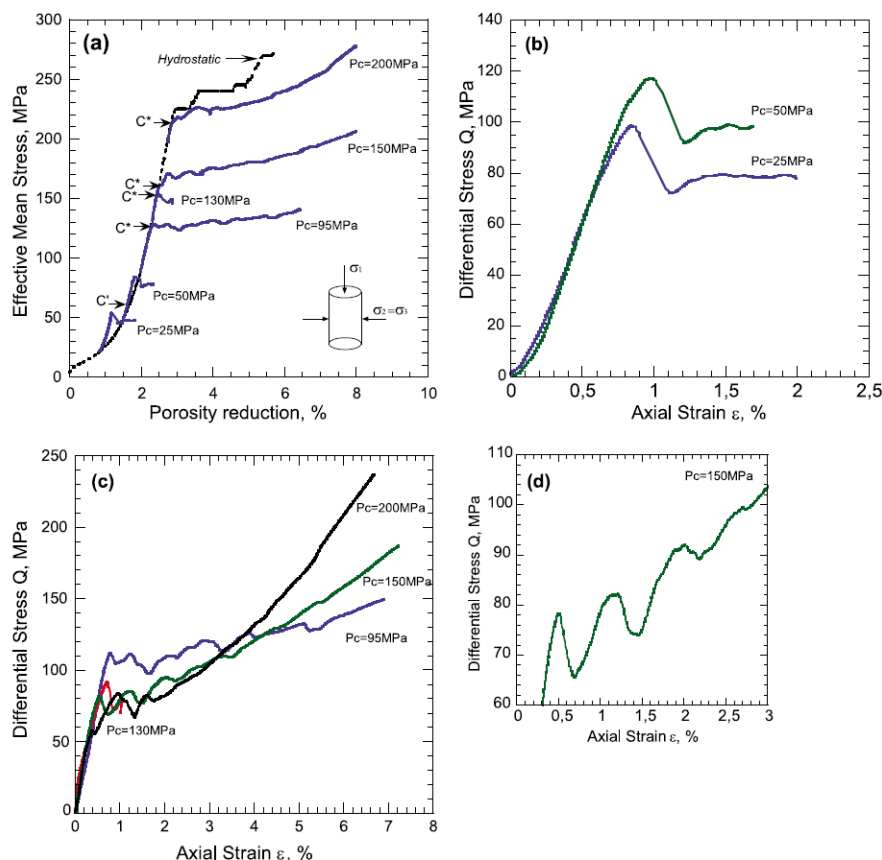 (a)
Effective Mean Stress, MPa
300
250
200
150
100
50
0
Hydrostatic
Pc=200MPa
C*
Pc=150MPa
C*
C*
Pc=130MPa
C*
Pc=95MPa
C'
Pc=50MPa
Pc=25MPa
σ1
σ2=σ3
0 2 4 6 8 10
Porosity reduction, %
(b)
Differential Stress Q, MPa
140
120
100
80
60
40
20
0
Pc=50MPa
Pc=25MPa
0 0,5 1 1,5 2 2,5
Axial Strain ε, %
(c)
Differential Stress Q, MPa
250
200
150
100
50
0
Pc=200MPa
Pc=150MPa
Pc=95MPa
Pc=130MPa
0 1 2 3 4 5 6 7 8
Axial Strain ε, %
(d)
Differential Stress Q, MPa
110
100
90
80
70
60
Pc=150MPa
0 0,5 1 1,5 2 2,5 3
Axial Strain ε, %